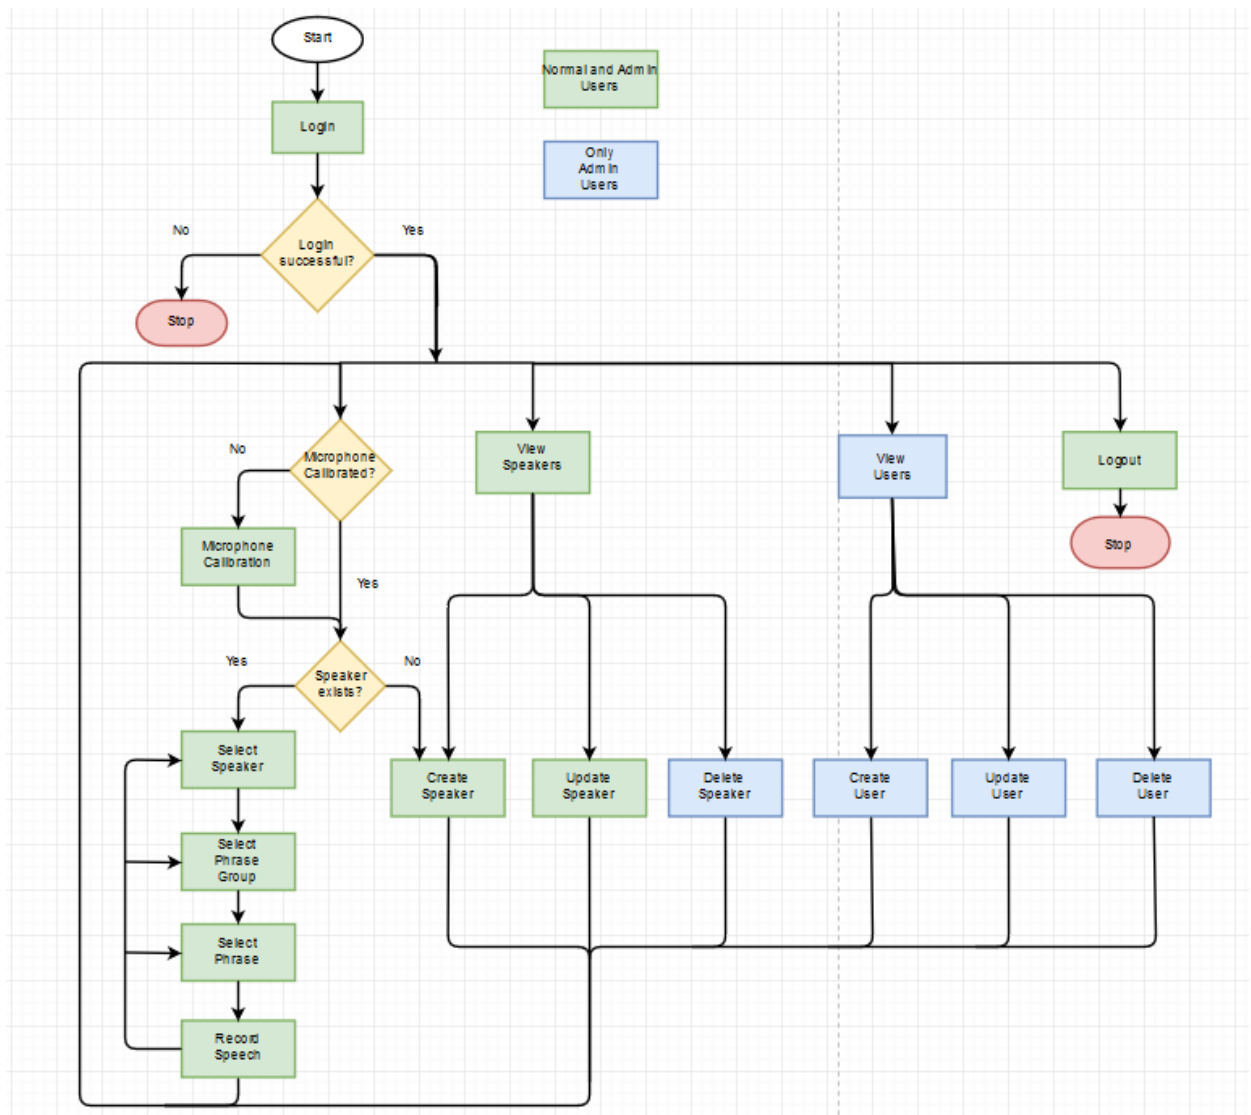 Start
Normal and Admin
Users
Login
Only
Admin
Users
No
Yes
Login
successful?
Stop
No
Microphone
Calibrated?
View
Speakers
View
Users
Logout
Microphone
Calibration
Stop
Yes
Yes
No
Speaker
exists?
Select
Speaker
Create
Speaker
Update
Speaker
Delete
Speaker
Create
User
Update
User
Delete
User
Select
Phrase
Group
Select
Phrase
Record
Speech